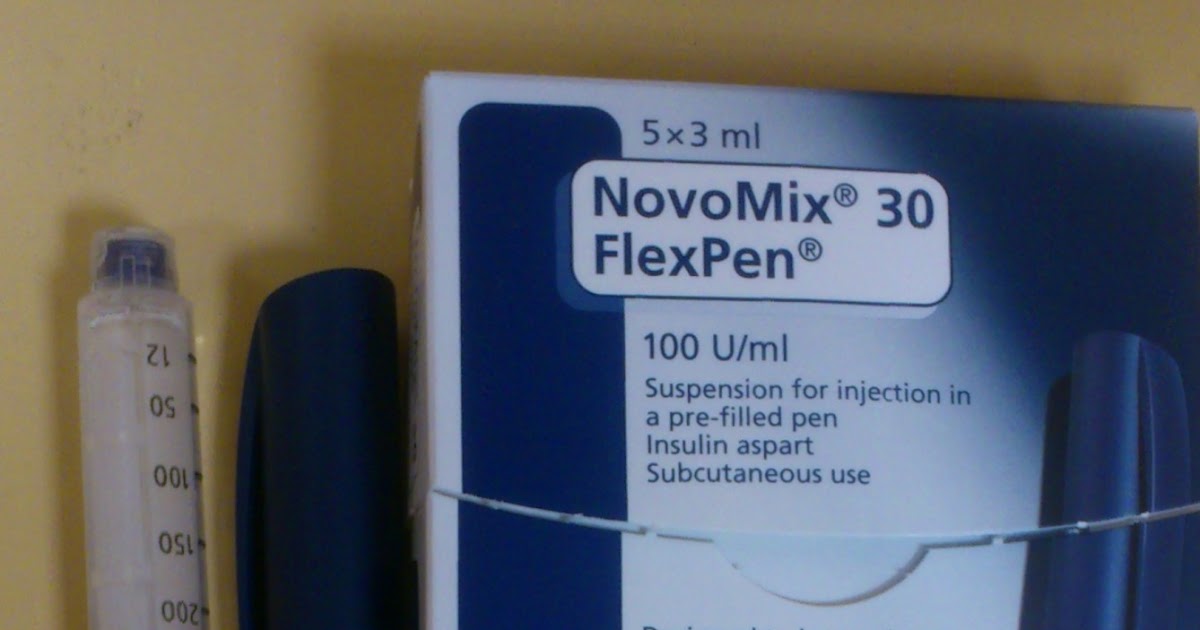 5×3 ml
NovoMix® 30
FlexPen®
100 U/ml
Suspension for injection in
a pre-filled pen
Insulin aspart
Subcutaneous use
12
50
100
150
200